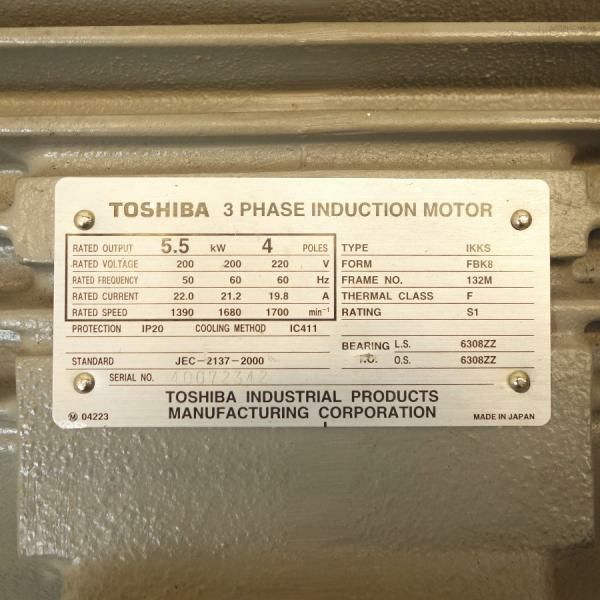 TOSHIBA 3 PHASE INDUCTION MOTOR
RATED OUTPUT 5.5 kW 4 POLES
RATED VOLTAGE 200 200 220 V
RATED FREQUENCY 50 60 60 Hz
RATED CURRENT 22.0 21.2 19.8 A
RATED SPEED 1390 1680 1700 min⁻¹
PROTECTION IP20 COOLING METHOD IC411
STANDARD JEC-2137-2000
SERIAL NO. 40072342
TYPE IKKS
FORM FBK8
FRAME NO. 132M
THERMAL CLASS F
RATING S1
BEARING L.S. 6308ZZ
NO. O.S. 6308ZZ
TOSHIBA INDUSTRIAL PRODUCTS
MANUFACTURING CORPORATION
Ⓜ 04223
MADE IN JAPAN